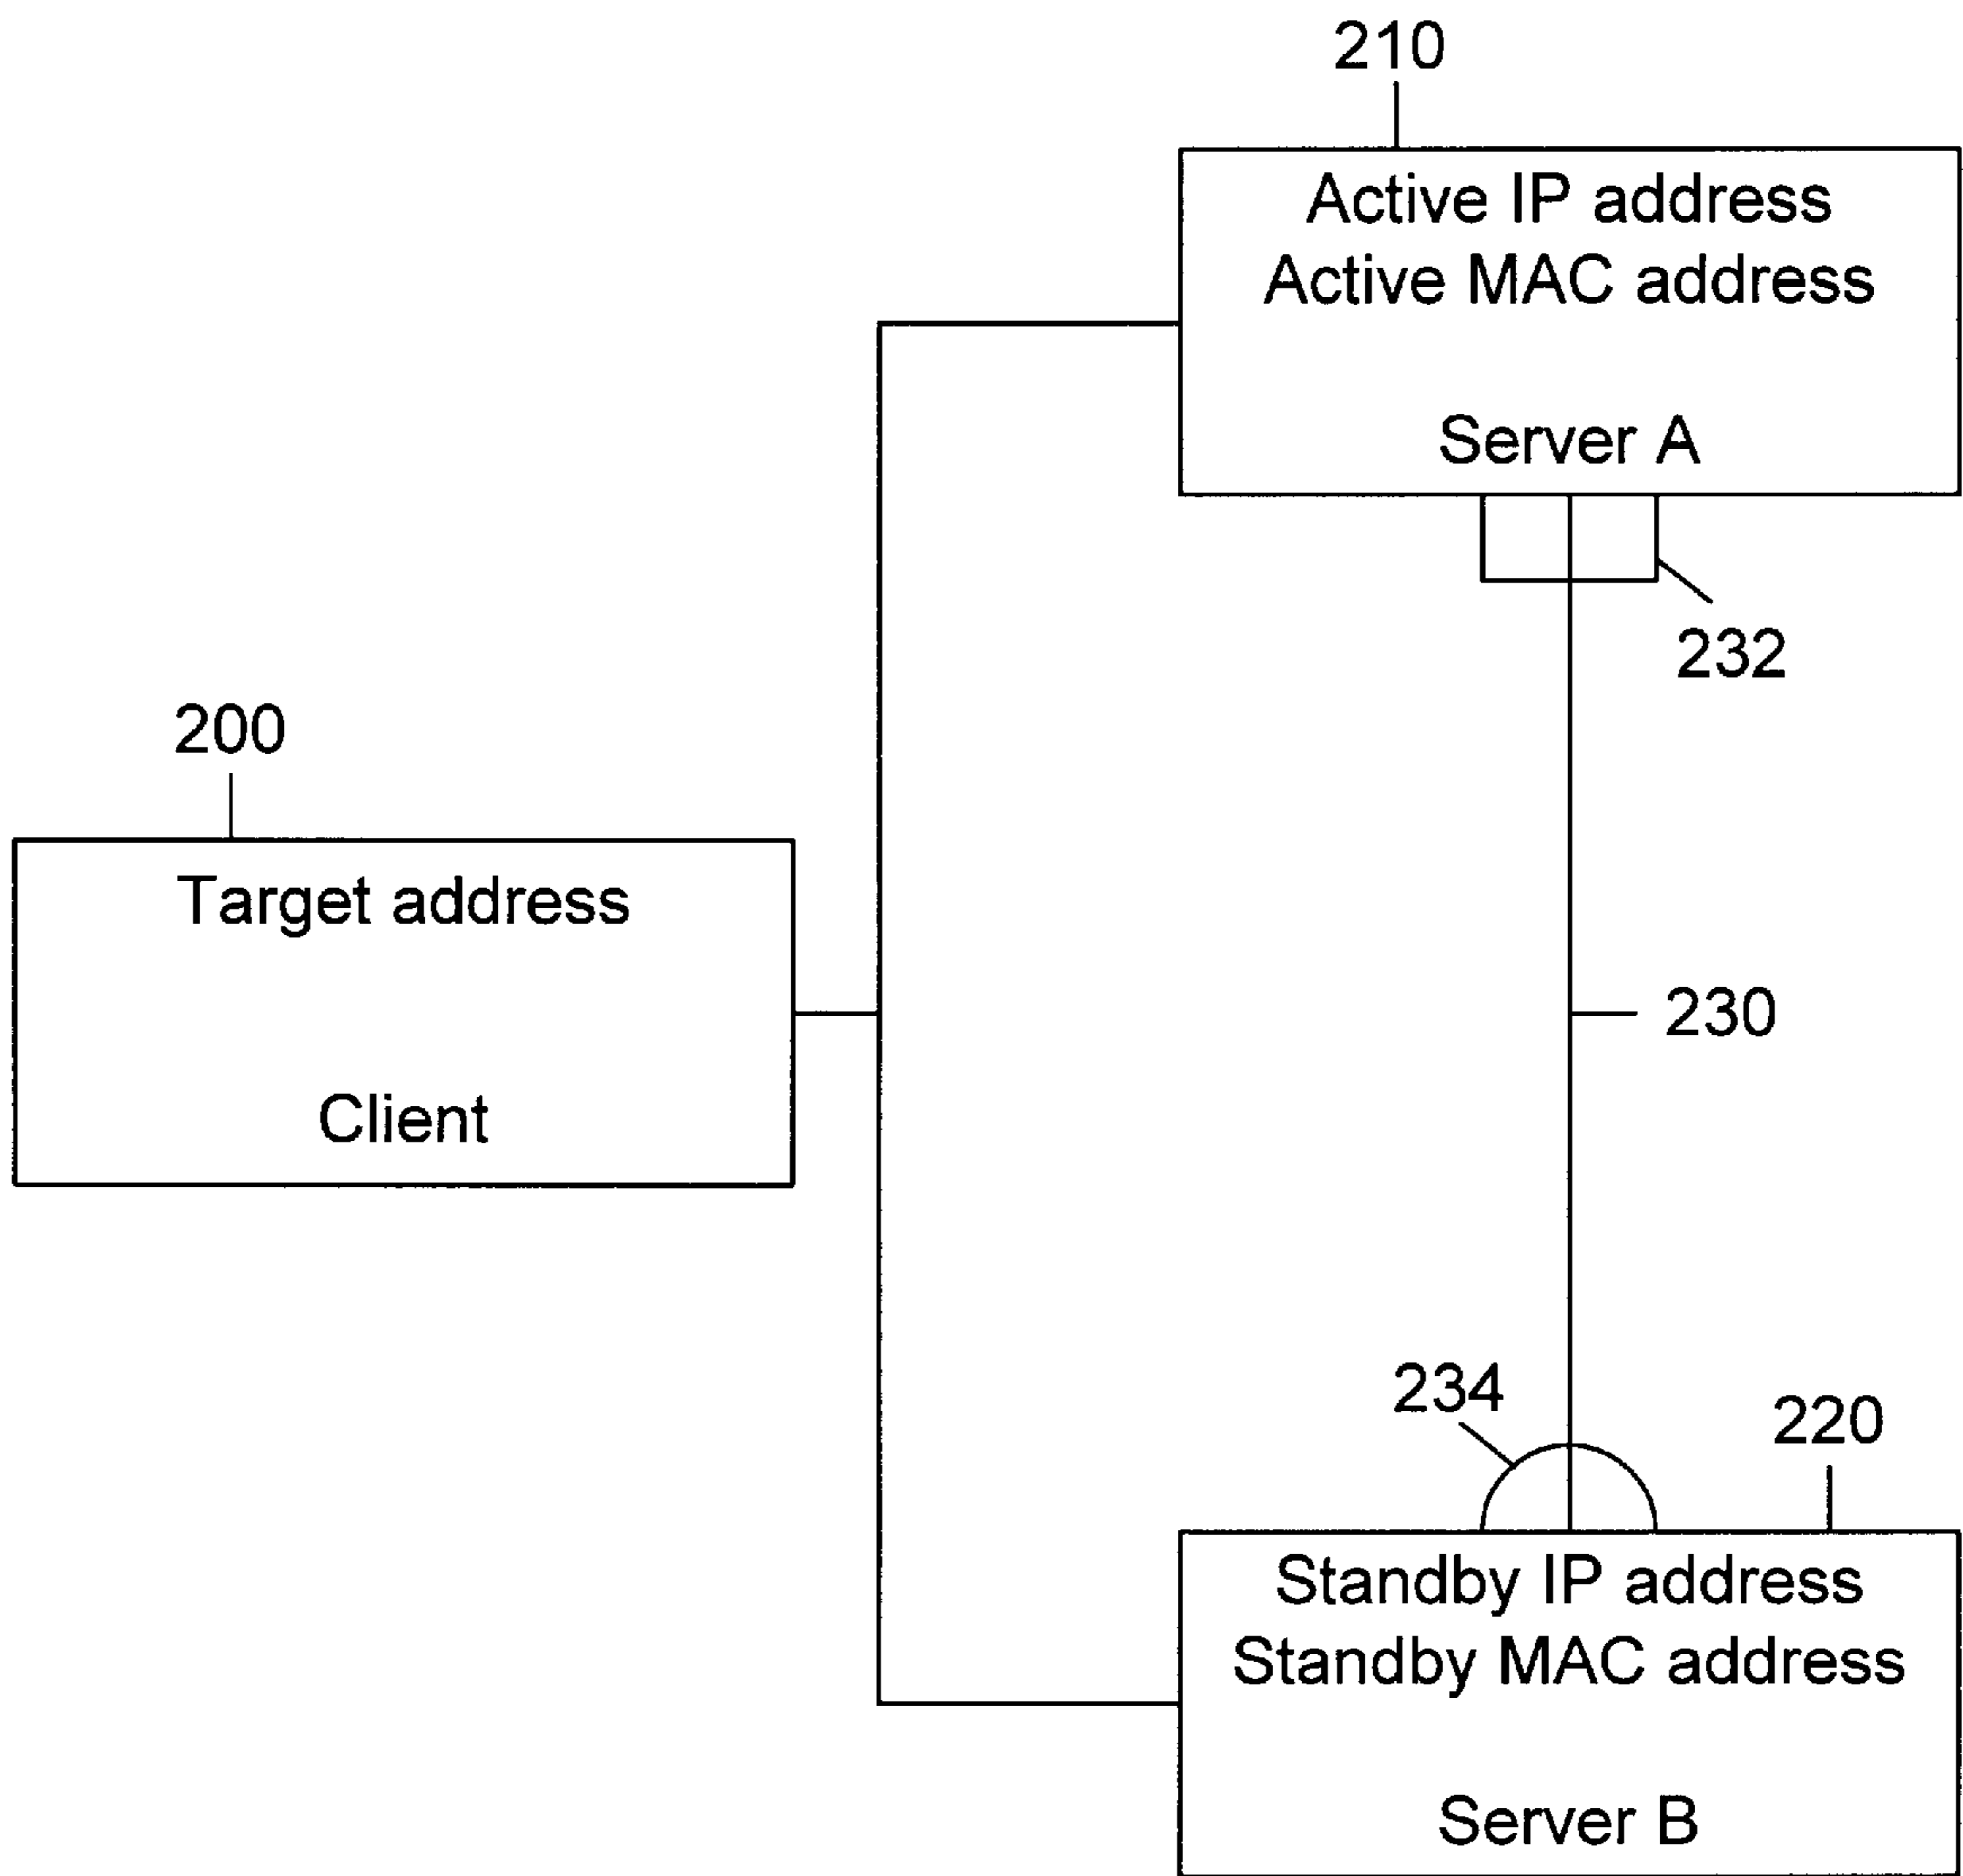 210
Active IP address
Active MAC address
Server A
232
200
Target address
Client
230
234
220
Standby IP address
Standby MAC address
Server B